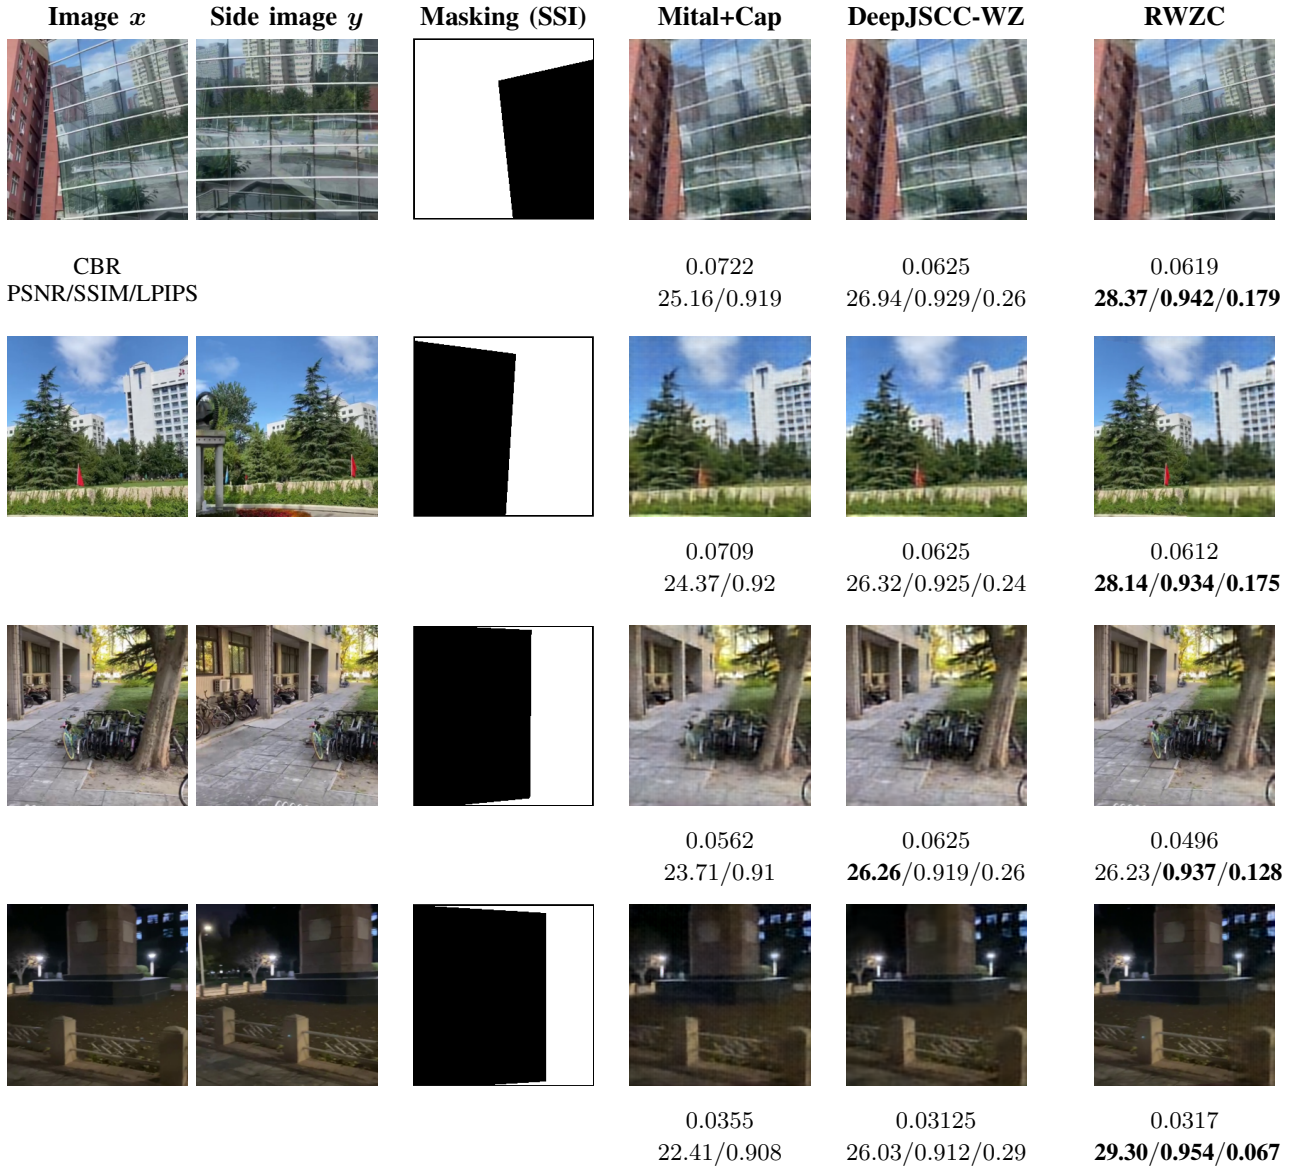 Image x Side image y Masking (SSI) Mital+Cap DeepJSCC-WZ RWZC
CBR 0.0722 0.0625 0.0619
PSNR/SSIM/LPIPS 25.16/0.919 26.94/0.929/0.26 28.37/0.942/0.179
0.0709 0.0625 0.0612
24.37/0.92 26.32/0.925/0.24 28.14/0.934/0.175
0.0562 0.0625 0.0496
23.71/0.91 26.26/0.919/0.26 26.23/0.937/0.128
0.0355 0.03125 0.0317
22.41/0.908 26.03/0.912/0.29 29.30/0.954/0.067